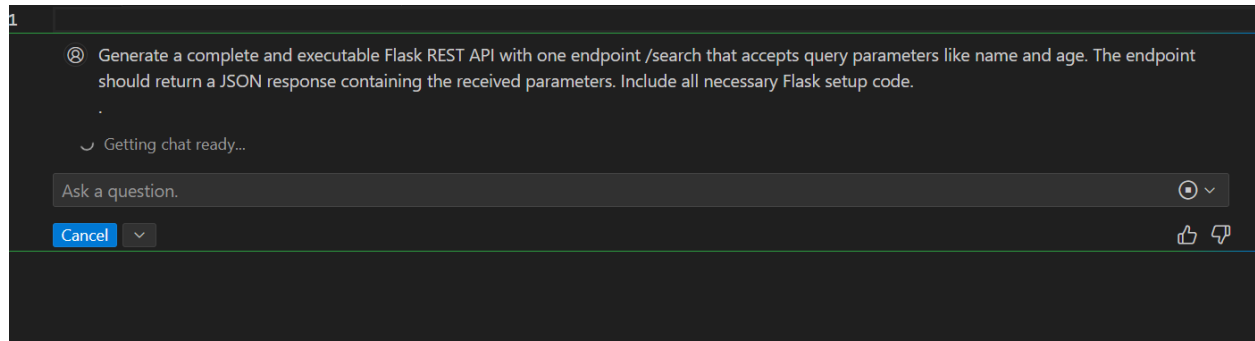 1
Generate a complete and executable Flask REST API with one endpoint /search that accepts query parameters like name and age. The endpoint
should return a JSON response containing the received parameters. Include all necessary Flask setup code.
.
Getting chat ready...
Ask a question.
Cancel